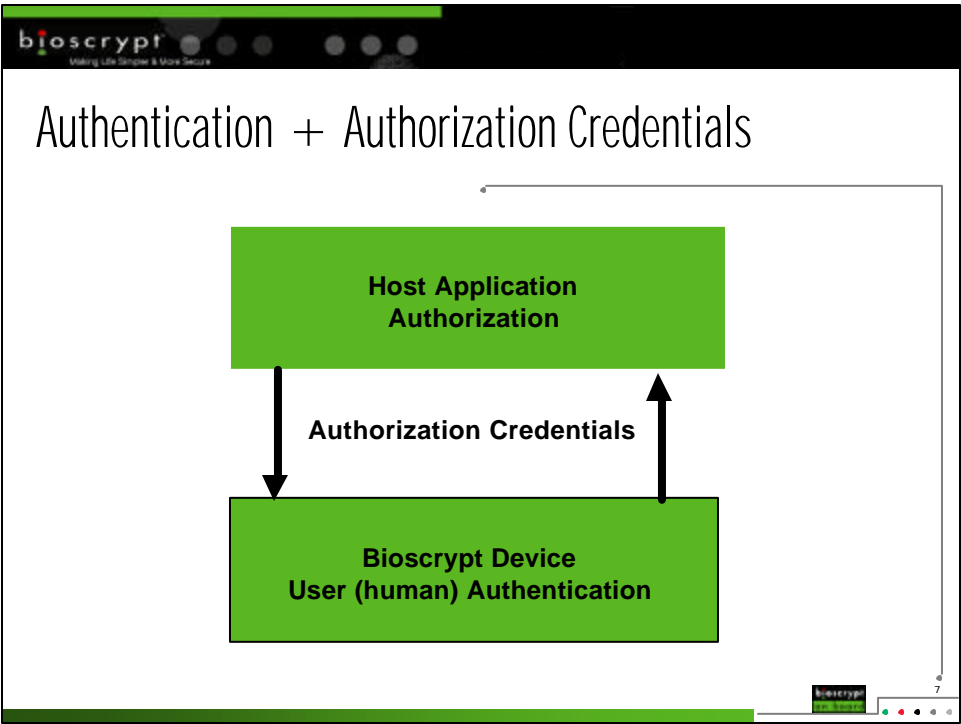 bioscrypt
Making Life Simpler & More Secure
Authentication + Authorization Credentials
Host Application
Authorization
Authorization Credentials
Bioscrypt Device
User (human) Authentication
bioscrypt
on board
7